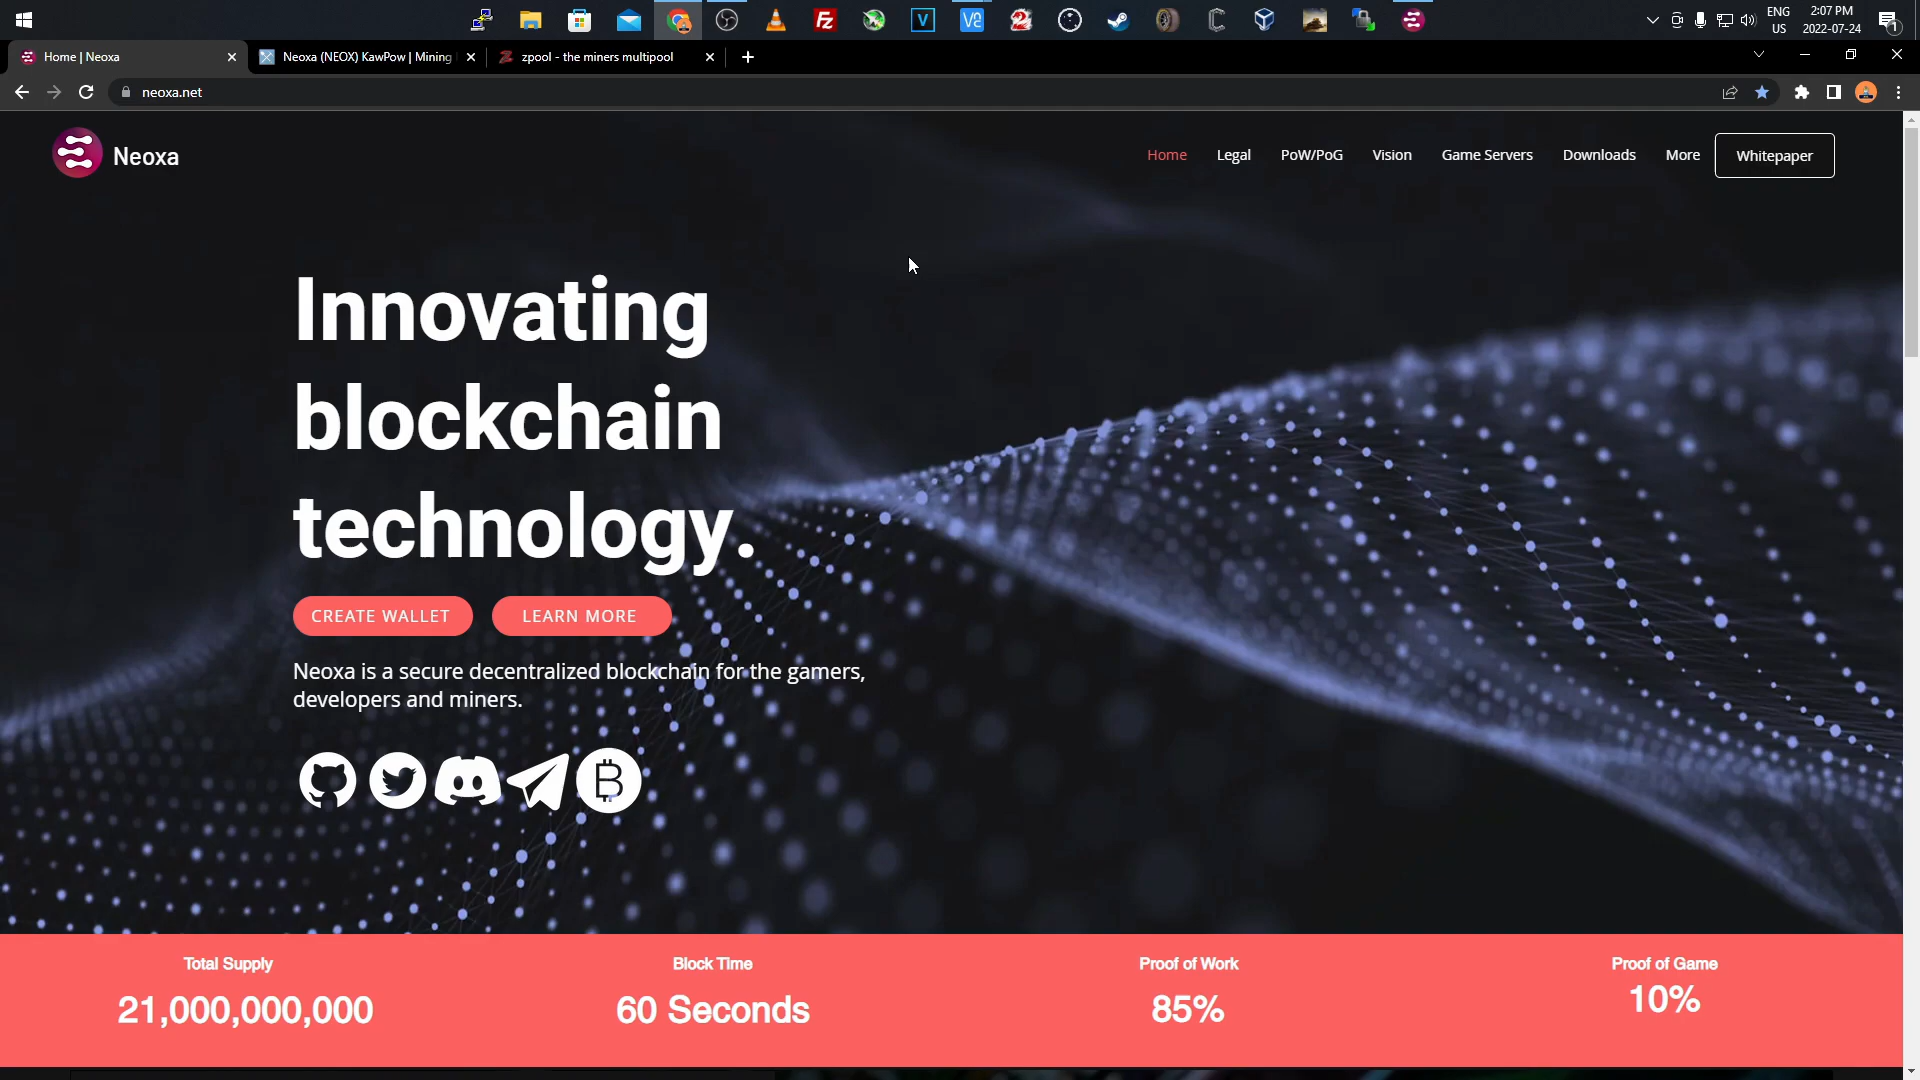 ENG
US
2:07 PM
2022-07-24
1
Home | Neoxa
Neoxa (NEOX) KawPow | Mining
zpool - the miners multipool
neoxa.net
Neoxa
Home
Legal
PoW/PoG
Vision
Game Servers
Downloads
More
Whitepaper
Innovating
blockchain
technology.
CREATE WALLET
LEARN MORE
Neoxa is a secure decentralized blockchain for the gamers,
developers and miners.
Total Supply
21,000,000,000
Block Time
60 Seconds
Proof of Work
85%
Proof of Game
10%